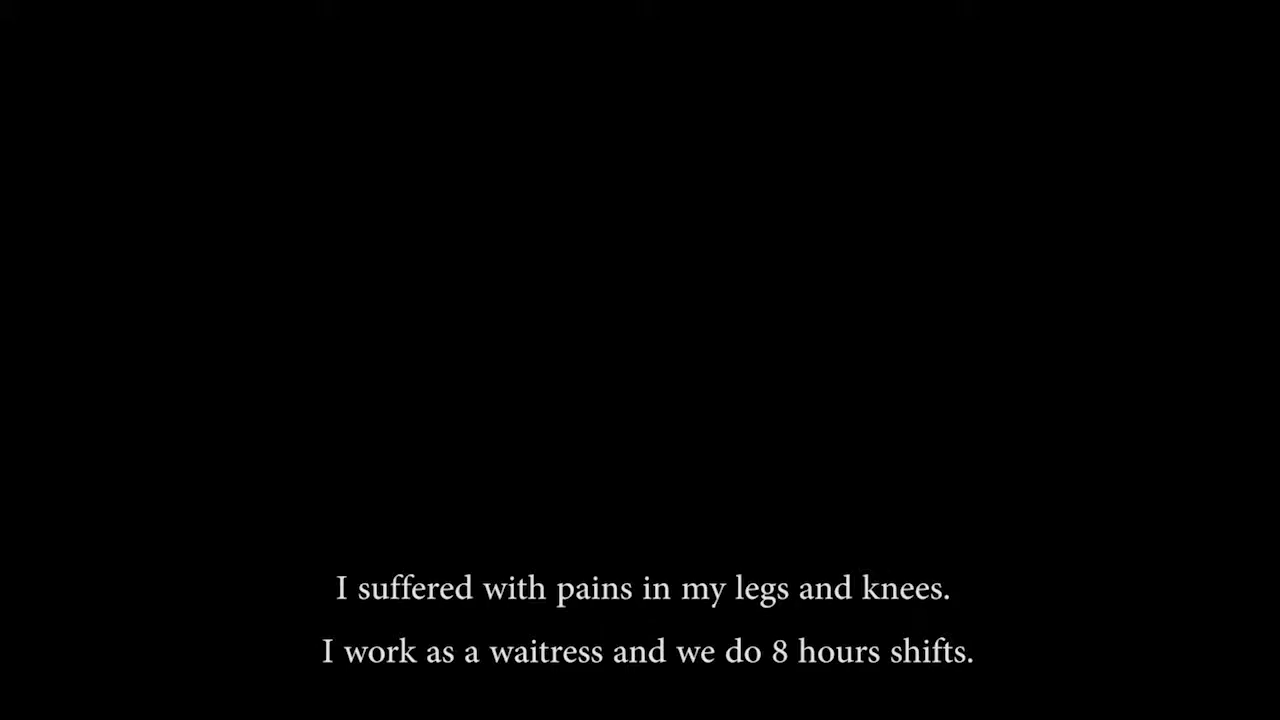 I suffered with pains in my legs and knees.
I work as a waitress and we do 8 hours shifts.